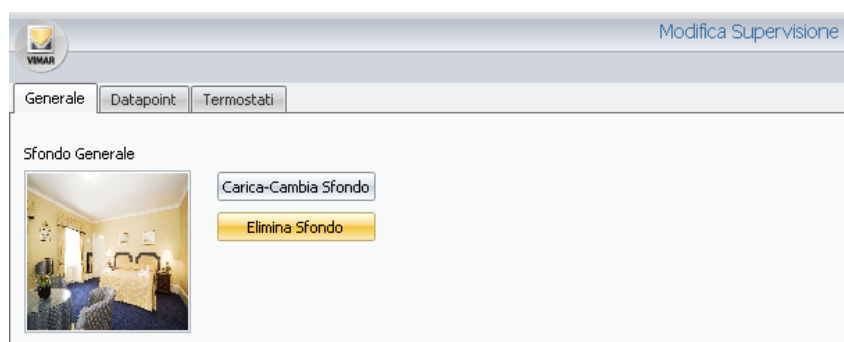 Modifica Supervisione
VIMAR
Generale Datapoint Termostati
Sfondo Generale
Carica-Cambia Sfondo
Elimina Sfondo